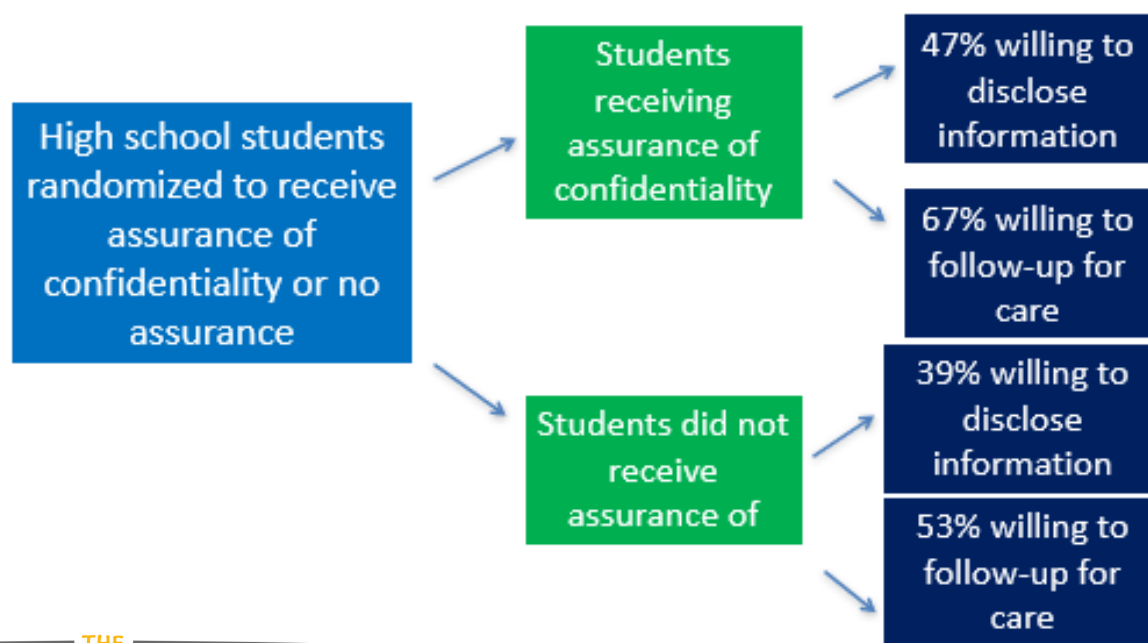 High school students
randomized to receive
assurance of
confidentiality or no
assurance
Students
receiving
assurance of
confidentiality
47% willing to
disclose
information
67% willing to
follow-up for
care
Students did not
receive
assurance of
39% willing to
disclose
information
53% willing to
follow-up for
care
THE